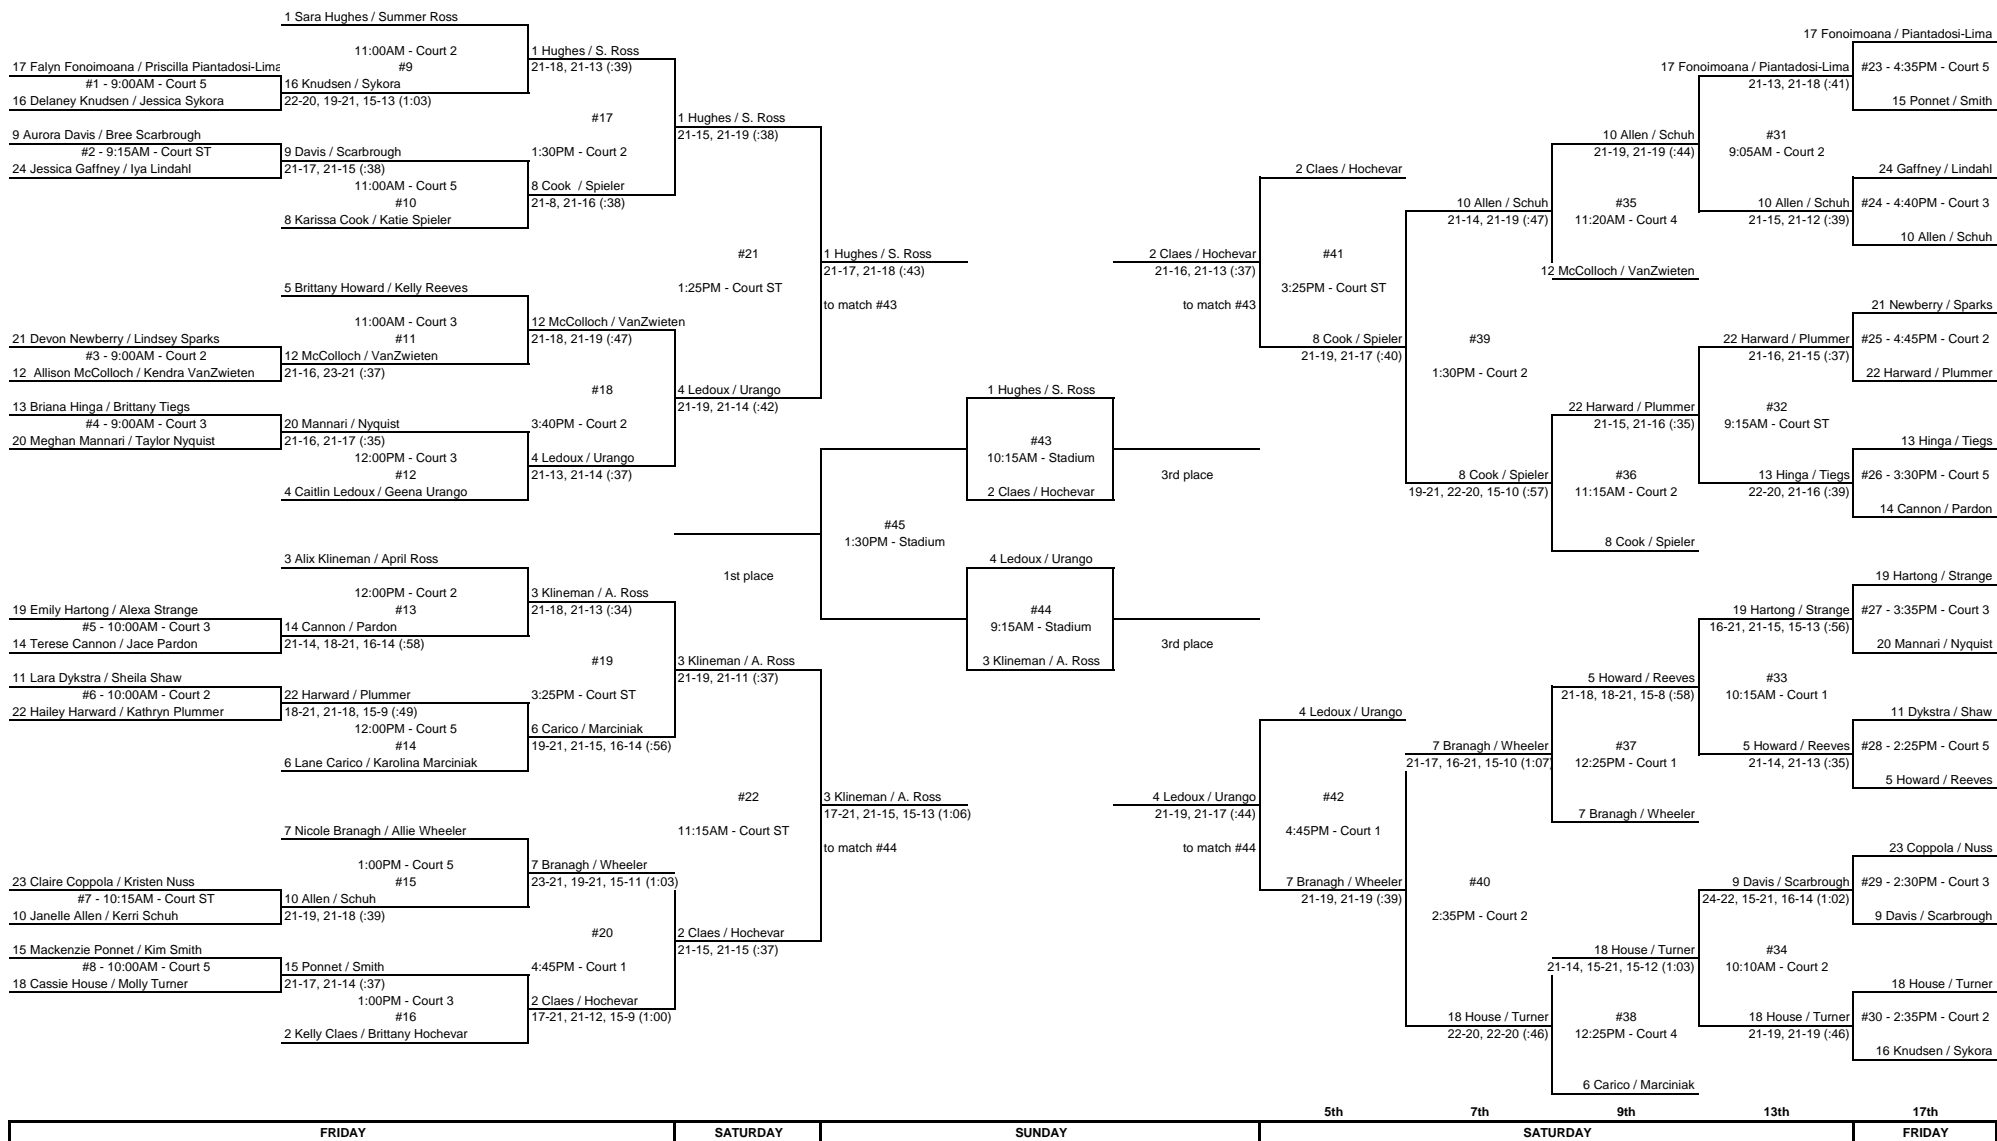 1 Sara Hughes / Summer Ross
11:00AM - Court 2
#9
17 Falyn Fonoimoana / Priscilla Piantadosi-Lima
#1 - 9:00AM - Court 5
16 Delaney Knudsen / Jessica Sykora
16 Knudsen / Sykora
22-20, 19-21, 15-13 (1:03)
9 Aurora Davis / Bree Scarbrough
#2 - 9:15AM - Court ST
24 Jessica Gaffney / Iya Lindahl
9 Davis / Scarbrough
21-17, 21-15 (:38)
11:00AM - Court 5
#10
8 Karissa Cook / Katie Spieler
5 Brittany Howard / Kelly Reeves
11:00AM - Court 3
#11
21 Devon Newberry / Lindsey Sparks
#3 - 9:00AM - Court 2
12 Allison McColloch / Kendra VanZwieten
12 McColloch / VanZwieten
21-16, 23-21 (:37)
13 Briana Hinga / Brittany Tiegs
#4 - 9:00AM - Court 3
20 Meghan Mannari / Taylor Nyquist
20 Mannari / Nyquist
21-16, 21-17 (:35)
12:00PM - Court 3
#12
4 Caitlin Ledoux / Geena Urango
3 Alix Klineman / April Ross
12:00PM - Court 2
#13
19 Emily Hartong / Alexa Strange
#5 - 10:00AM - Court 3
14 Terese Cannon / Jace Pardon
14 Cannon / Pardon
21-14, 18-21, 16-14 (:58)
11 Lara Dykstra / Sheila Shaw
#6 - 10:00AM - Court 2
22 Hailey Harward / Kathryn Plummer
22 Harward / Plummer
18-21, 21-18, 15-9 (:49)
12:00PM - Court 5
#14
6 Lane Carico / Karolina Marciniak
7 Nicole Branagh / Allie Wheeler
1:00PM - Court 5
#15
23 Claire Coppola / Kristen Nuss
#7 - 10:15AM - Court ST
10 Janelle Allen / Kerri Schuh
10 Allen / Schuh
21-19, 21-18 (:39)
15 Mackenzie Ponnet / Kim Smith
#8 - 10:00AM - Court 5
18 Cassie House / Molly Turner
15 Ponnet / Smith
21-17, 21-14 (:37)
1:00PM - Court 3
#16
2 Kelly Claes / Brittany Hochevar
1 Hughes / S. Ross
21-18, 21-13 (:39)
#17
1:30PM - Court 2
8 Cook / Spieler
21-8, 21-16 (:38)
12 McColloch / VanZwieten
21-18, 21-19 (:47)
#18
3:40PM - Court 2
4 Ledoux / Urango
21-13, 21-14 (:37)
3 Klineman / A. Ross
21-18, 21-13 (:34)
#19
3:25PM - Court ST
6 Carico / Marciniak
19-21, 21-15, 16-14 (:56)
7 Branagh / Wheeler
23-21, 19-21, 15-11 (1:03)
#20
4:45PM - Court 1
2 Claes / Hochevar
17-21, 21-12, 15-9 (1:00)
1 Hughes / S. Ross
21-15, 21-19 (:38)
#21
1:25PM - Court ST
4 Ledoux / Urango
21-19, 21-14 (:42)
3 Klineman / A. Ross
21-19, 21-11 (:37)
#22
11:15AM - Court ST
2 Claes / Hochevar
21-15, 21-15 (:37)
1 Hughes / S. Ross
21-17, 21-18 (:43)
to match #43
3 Klineman / A. Ross
17-21, 21-15, 15-13 (1:06)
to match #44
1st place
#45
1:30PM - Stadium
1 Hughes / S. Ross
#43
10:15AM - Stadium
2 Claes / Hochevar
3rd place
4 Ledoux / Urango
#44
9:15AM - Stadium
3 Klineman / A. Ross
3rd place
2 Claes / Hochevar
21-16, 21-13 (:37)
to match #43
4 Ledoux / Urango
21-19, 21-17 (:44)
to match #44
2 Claes / Hochevar
#41
3:25PM - Court ST
8 Cook / Spieler
21-19, 21-17 (:40)
4 Ledoux / Urango
#42
4:45PM - Court 1
7 Branagh / Wheeler
21-19, 21-19 (:39)
10 Allen / Schuh
21-14, 21-19 (:47)
#39
1:30PM - Court 2
8 Cook / Spieler
19-21, 22-20, 15-10 (:57)
7 Branagh / Wheeler
21-17, 16-21, 15-10 (1:07)
#40
2:35PM - Court 2
18 House / Turner
22-20, 22-20 (:46)
10 Allen / Schuh
21-19, 21-19 (:44)
#35
11:20AM - Court 4
12 McColloch / VanZwieten
22 Harward / Plummer
21-15, 21-16 (:35)
#36
11:15AM - Court 2
8 Cook / Spieler
5 Howard / Reeves
21-18, 18-21, 15-8 (:58)
#37
12:25PM - Court 1
7 Branagh / Wheeler
18 House / Turner
21-14, 15-21, 15-12 (1:03)
#38
12:25PM - Court 4
6 Carico / Marciniak
17 Fonoimoana / Piantadosi-Lima
21-13, 21-18 (:41)
#31
9:05AM - Court 2
10 Allen / Schuh
21-15, 21-12 (:39)
22 Harward / Plummer
21-16, 21-15 (:37)
#32
9:15AM - Court ST
13 Hinga / Tiegs
22-20, 21-16 (:39)
19 Hartong / Strange
16-21, 21-15, 15-13 (:56)
#33
10:15AM - Court 1
5 Howard / Reeves
21-14, 21-13 (:35)
9 Davis / Scarbrough
24-22, 15-21, 16-14 (1:02)
#34
10:10AM - Court 2
18 House / Turner
21-19, 21-19 (:46)
17 Fonoimoana / Piantadosi-Lima
#23 - 4:35PM - Court 5
15 Ponnet / Smith
24 Gaffney / Lindahl
#24 - 4:40PM - Court 3
10 Allen / Schuh
21 Newberry / Sparks
#25 - 4:45PM - Court 2
22 Harward / Plummer
13 Hinga / Tiegs
#26 - 3:30PM - Court 5
14 Cannon / Pardon
19 Hartong / Strange
#27 - 3:35PM - Court 3
20 Mannari / Nyquist
11 Dykstra / Shaw
#28 - 2:25PM - Court 5
5 Howard / Reeves
23 Coppola / Nuss
#29 - 2:30PM - Court 3
9 Davis / Scarbrough
18 House / Turner
#30 - 2:35PM - Court 2
16 Knudsen / Sykora
5th 7th 9th 13th 17th
FRIDAY SATURDAY SUNDAY SATURDAY FRIDAY